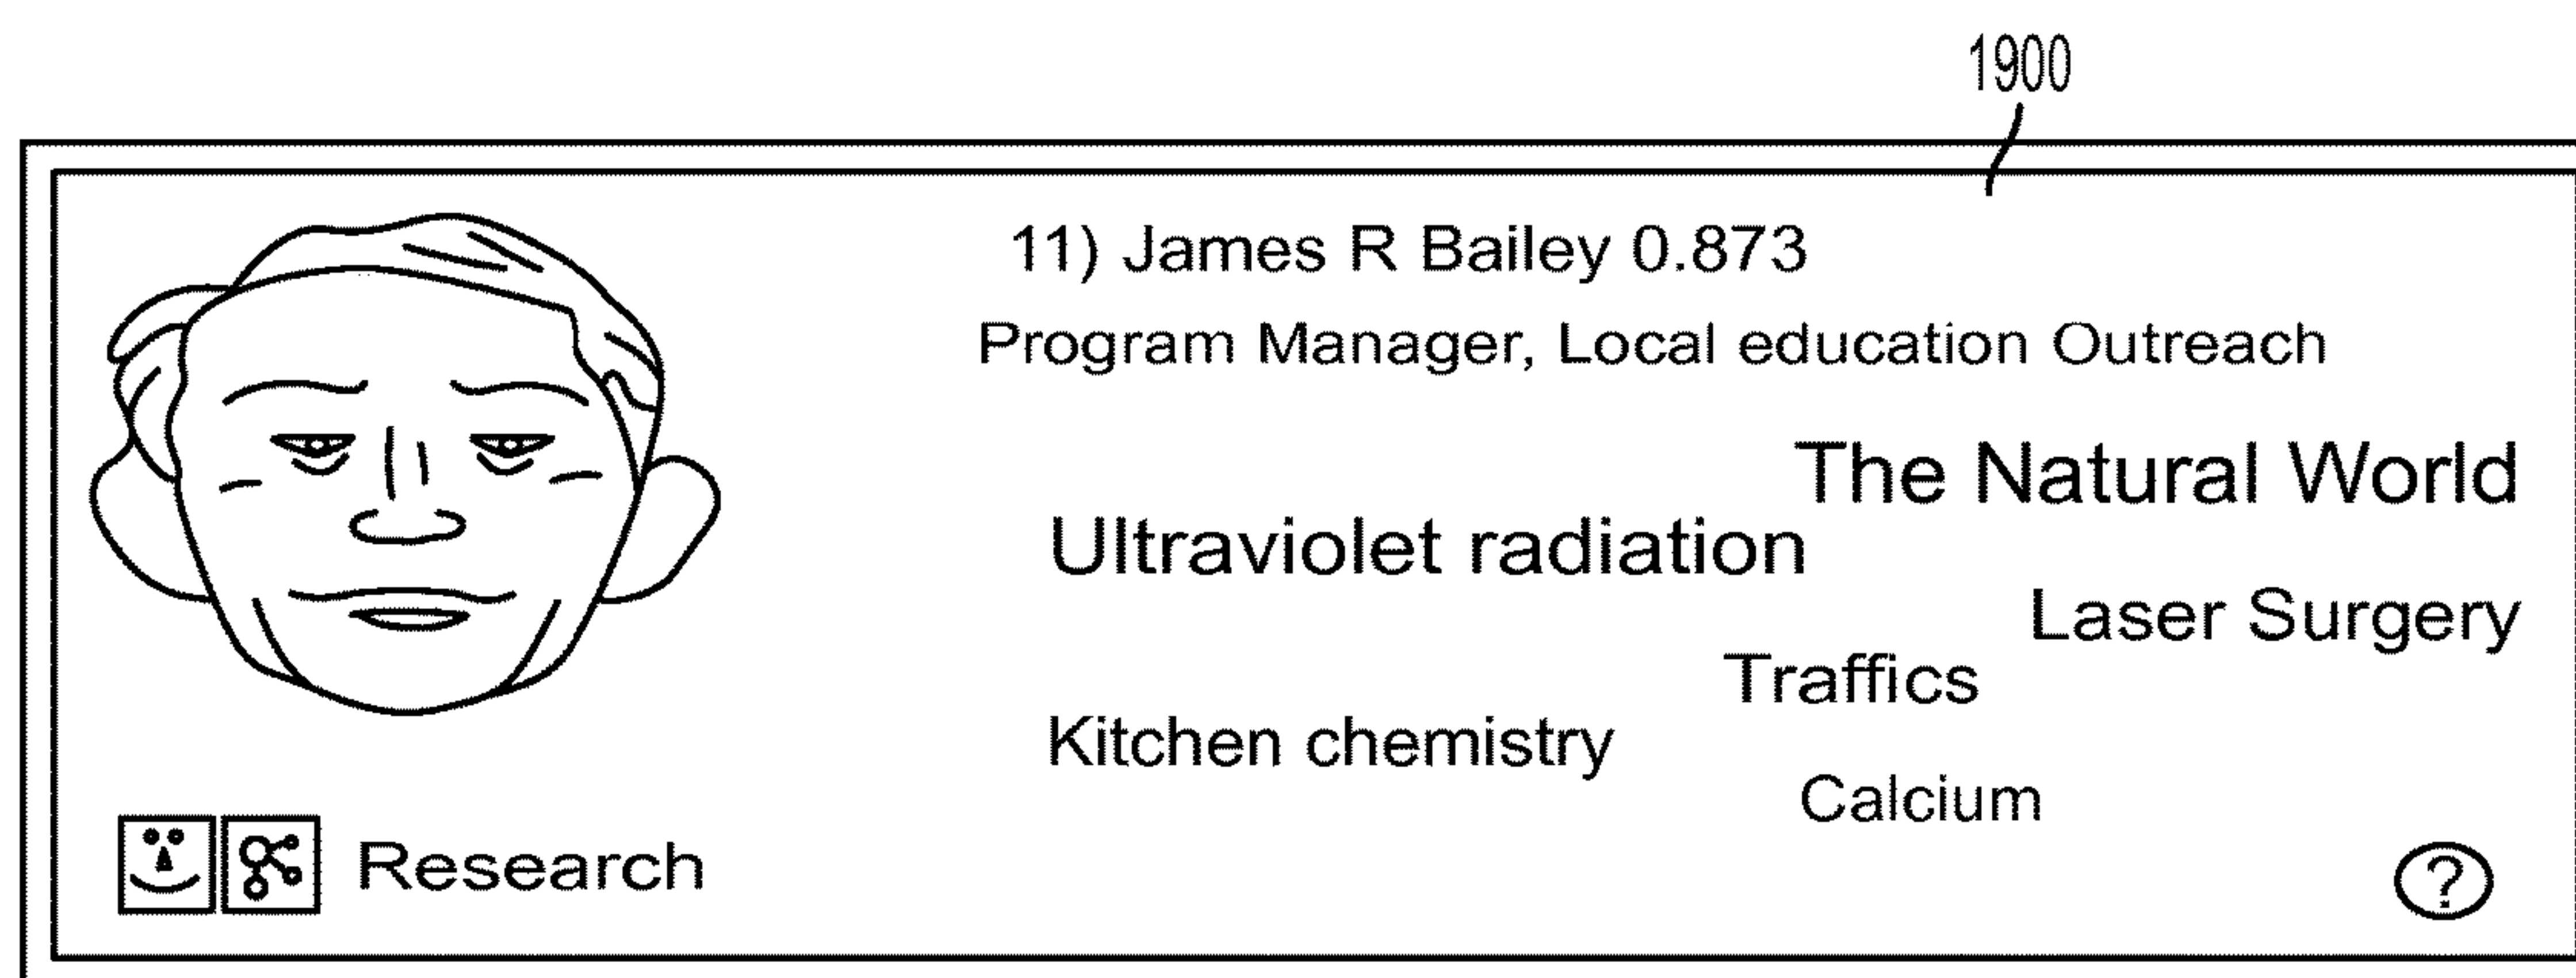 1900
11) James R Bailey 0.873
Program Manager, Local education Outreach
The Natural World
Ultraviolet radiation
Laser Surgery
Traffics
Kitchen chemistry
Calcium
Research
?